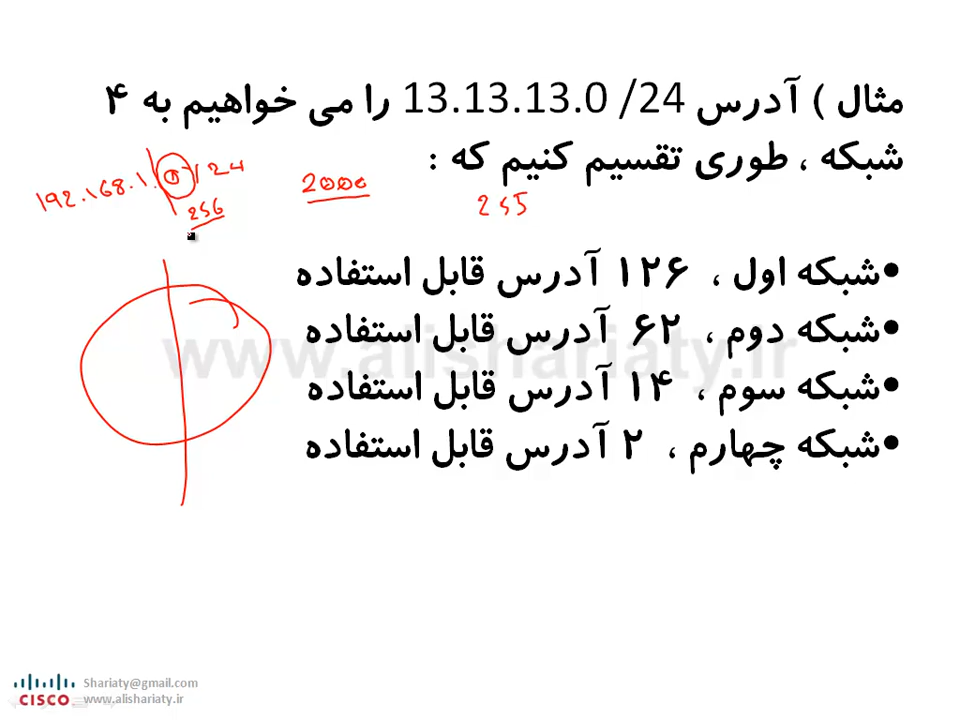 مثال ) آدرس 13.13.13.0 /24 را می خواهیم به ۴
شبکه ، طوری تقسیم کنیم که :
192.168.1.0 / 24
2000
256
255
•شبکه اول ، ۱۲۶ آدرس قابل استفاده
•شبکه دوم ، ۶۲ آدرس قابل استفاده
www.alishariaty.ir
•شبکه سوم ، ۱۴ آدرس قابل استفاده
•شبکه چهارم ، ۲ آدرس قابل استفاده
CISCO
Shariaty@gmail.com
www.alishariaty.ir